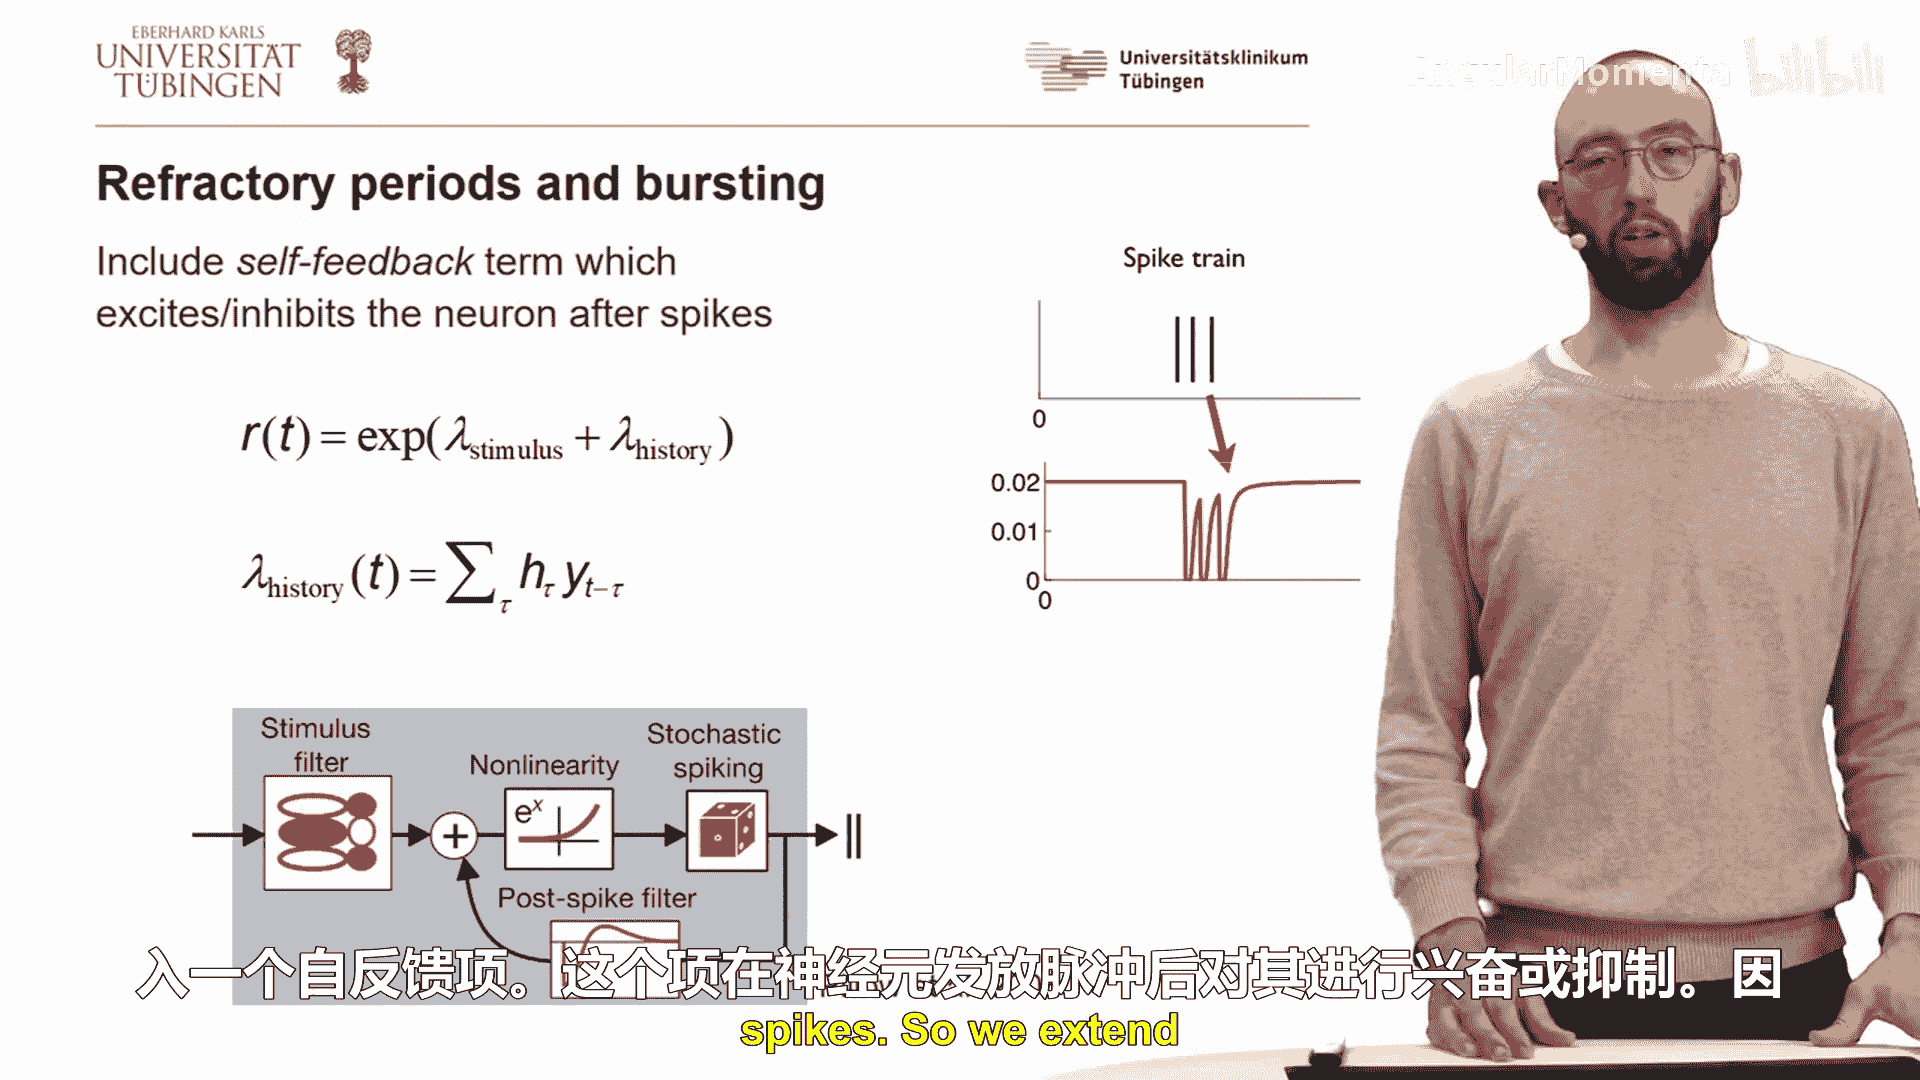 EBERHARD KARLS
UNIVERSITÄT
TÜBINGEN
Universitätsklinikum
Tübingen
AngularMomenta bilibili
Refractory periods and bursting
Include self-feedback term which
excites/inhibits the neuron after spikes
r(t) = exp(λstimulus + λhistory)
λhistory(t) = ∑τ hτ yt−τ
Spike train
0
0.02
0.01
0
0
Stimulus
filter
Nonlinearity
Stochastic
spiking
eˣ
+
Post-spike filter
入一个自反馈项。这个项在神经元发放脉冲后对其进行兴奋或抑制。因
spikes. So we extend